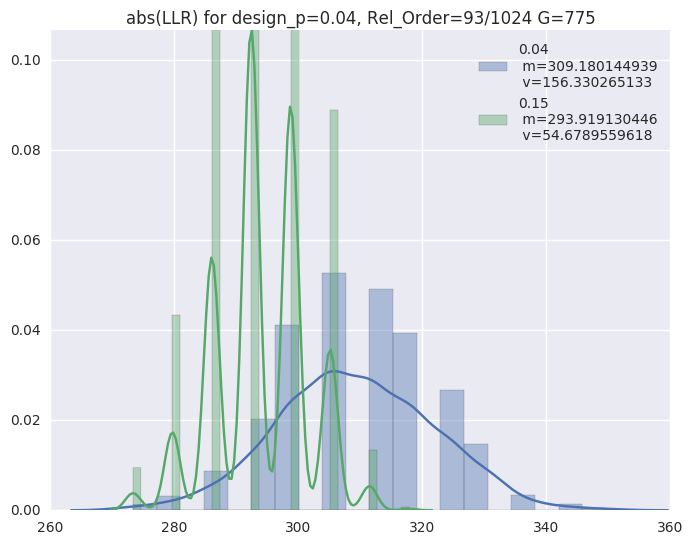 abs(LLR) for design_p=0.04, Rel_Order=93/1024 G=775
0.04
m=309.180144939
v=156.330265133
0.15
m=293.919130446
v=54.6789559618
0.10
0.08
0.06
0.04
0.02
0.00
260
280
300
320
340
360